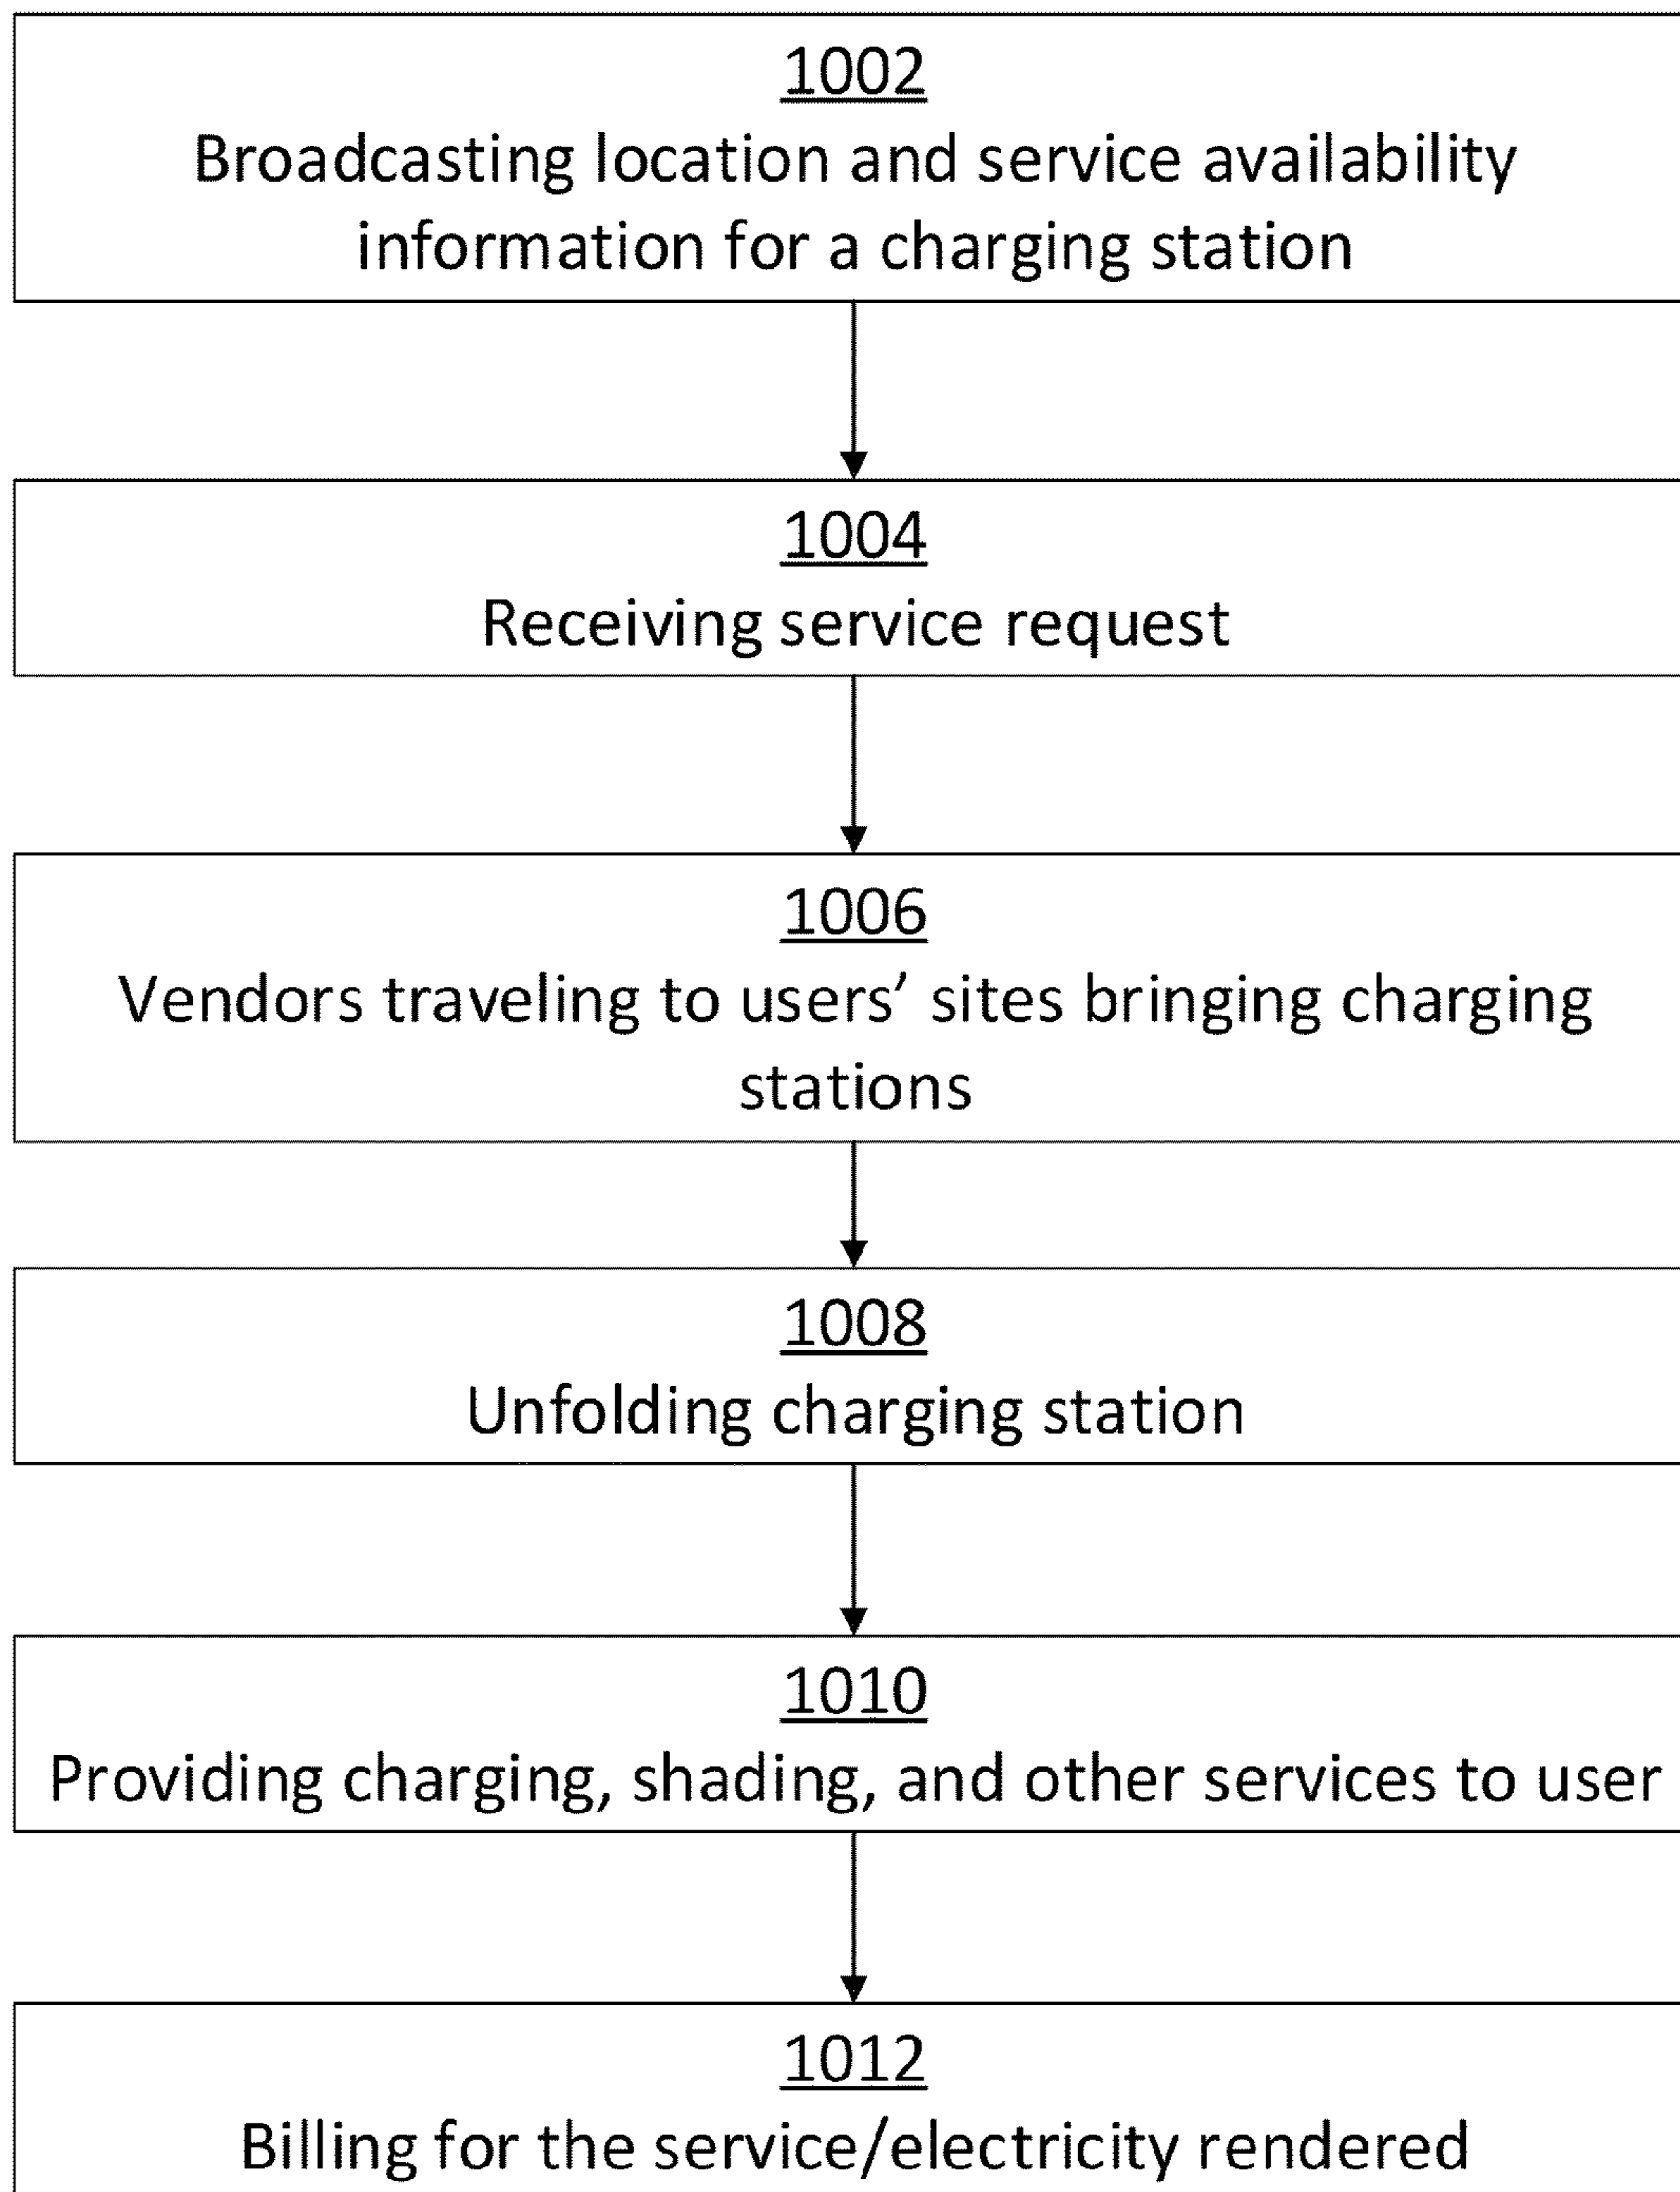 1002
Broadcasting location and service availability
information for a charging station
1004
Receiving service request
1006
Vendors traveling to users’ sites bringing charging
stations
1008
Unfolding charging station
1010
Providing charging, shading, and other services to user
1012
Billing for the service/electricity rendered